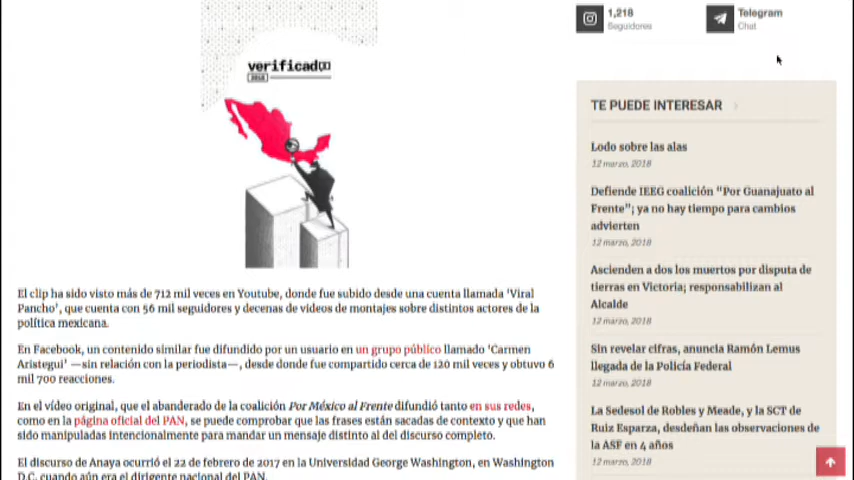 1,218
Seguidores
Telegram
Chat
verificado
2018
TE PUEDE INTERESAR
Lodo sobre las alas
12 marzo, 2018
Defiende IEEG coalición "Por Guanajuato al
Frente"; ya no hay tiempo para cambios
advierten
12 marzo, 2018
Ascienden a dos los muertos por disputa de
tierras en Victoria; responsabilizan al
Alcalde
12 marzo, 2018
Sin revelar cifras, anuncia Ramón Lemus
llegada de la Policía Federal
12 marzo, 2018
La Sedesol de Robles y Meade, y la SCT de
Ruiz Esparza, desdeñan las observaciones de
la ASF en 4 años
12 marzo, 2018
El clip ha sido visto más de 712 mil veces en Youtube, donde fue subido desde una cuenta llamada 'Viral
Pancho', que cuenta con 56 mil seguidores y decenas de videos de montajes sobre distintos actores de la
política mexicana.
En Facebook, un contenido similar fue difundido por un usuario en un grupo público llamado 'Carmen
Aristegui' —sin relación con la periodista—, desde donde fue compartido cerca de 120 mil veces y obtuvo 6
mil 700 reacciones.
En el vídeo original, que el abanderado de la coalición Por México al Frente difundió tanto en sus redes,
como en la página oficial del PAN, se puede comprobar que las frases están sacadas de contexto y que han
sido manipuladas intencionalmente para mandar un mensaje distinto al del discurso completo.
El discurso de Anaya ocurrió el 22 de febrero de 2017 en la Universidad George Washington, en Washington
D.C. cuando aún era el dirigente nacional del PAN.